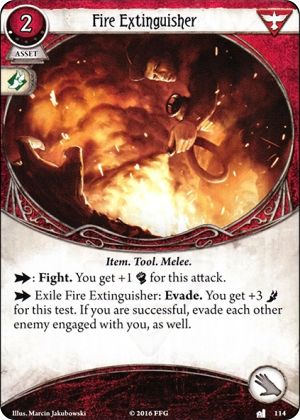 2
Fire Extinguisher
ASSET
Item. Tool. Melee.
: Fight. You get +1 for this attack.
Exile Fire Extinguisher: Evade. You get +3
for this test. If you are successful, evade each other
enemy engaged with you, as well.
Illus. Marcin Jakubowski
© 2016 FFG
114